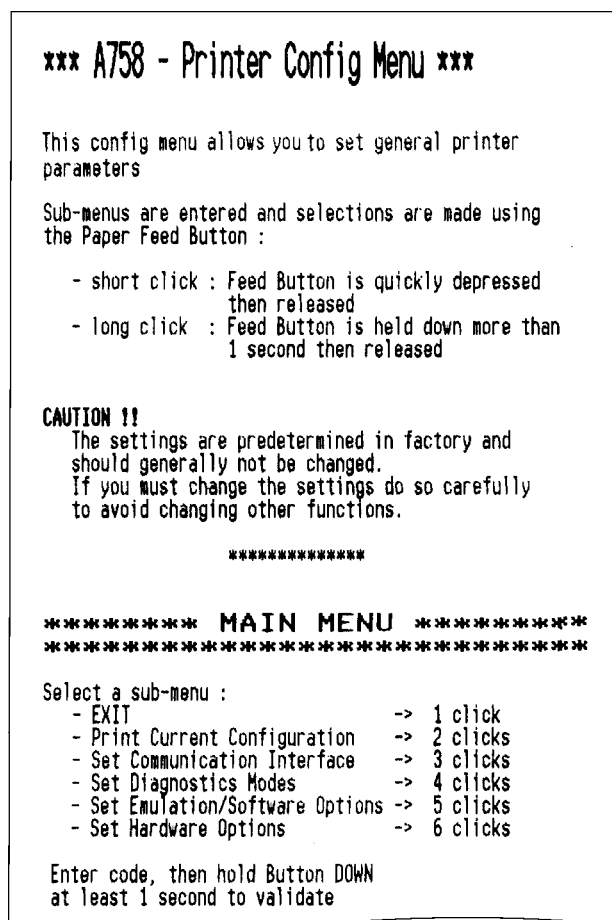 *** A758 - Printer Config Menu ***
This config menu allows you to set general printer
parameters
Sub-menus are entered and selections are made using
the Paper Feed Button :
- short click : Feed Button is quickly depressed
then released
- long click : Feed Button is held down more than
1 second then released
CAUTION !!
The settings are predetermined in factory and
should generally not be changed.
If you must change the settings do so carefully
to avoid changing other functions.
**************
******** MAIN MENU *********
****************************
Select a sub-menu :
- EXIT -> 1 click
- Print Current Configuration -> 2 clicks
- Set Communication Interface -> 3 clicks
- Set Diagnostics Modes -> 4 clicks
- Set Emulation/Software Options -> 5 clicks
- Set Hardware Options -> 6 clicks
Enter code, then hold Button DOWN
at least 1 second to validate